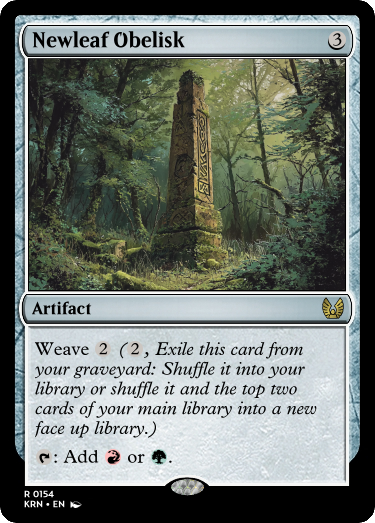 Newleaf Obelisk 3
Artifact
Weave 2 (2, Exile this card from
your graveyard: Shuffle it into your
library or shuffle it and the top two
cards of your main library into a new
face up library.)
: Add or .
R 0154
KRN • EN